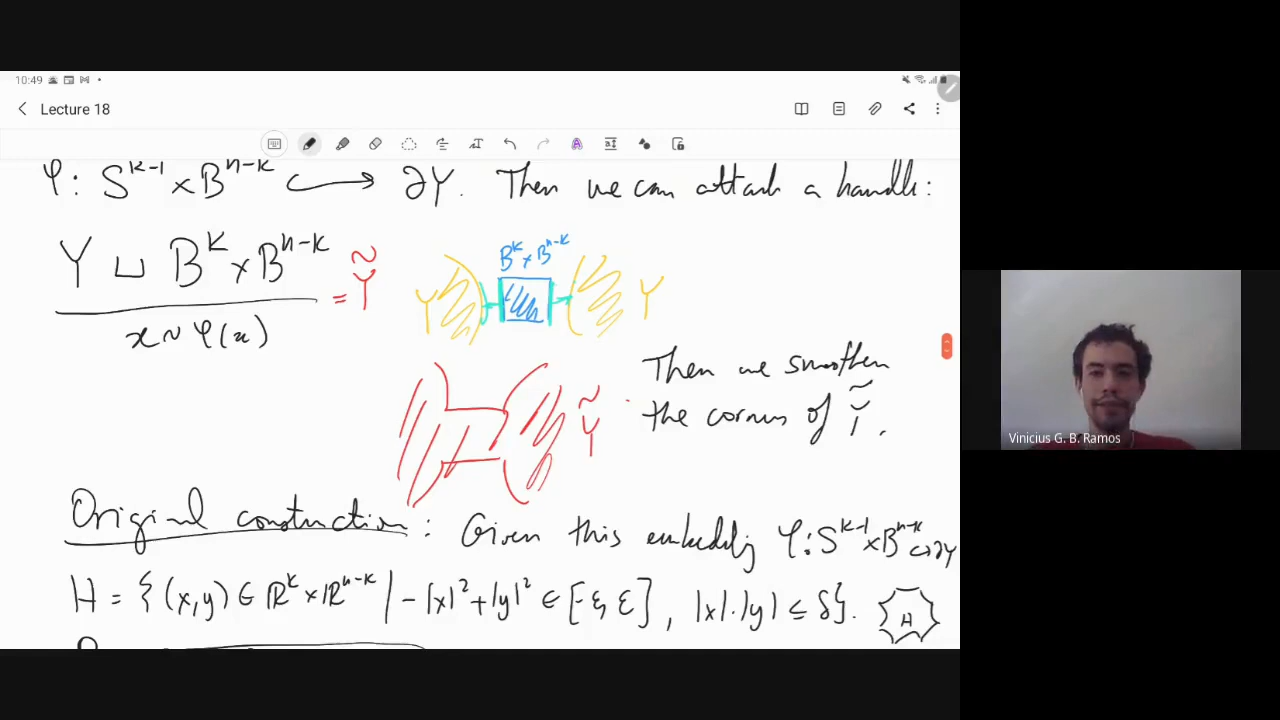 10:49
Lecture 18
φ: S^{k-1} × B^{n-k} ↪ ∂Y. Then we can attach a handle:
Y ⊔ B^k × B^{n-k} = Ỹ
x ~ φ(x)
B^k × B^{n-k}
Y Y
Ỹ
Then we smoothen
the corners of Ỹ.
Original construction: Given this embedding φ: S^{k-1} × B^{n-k} ↪ ∂Y
H = { (x,y) ∈ ℝ^k × ℝ^{n-k} | -|x|² + |y|² ∈ [-ε, ε], |x|·|y| ≤ δ}.
H
Vinicius G. B. Ramos